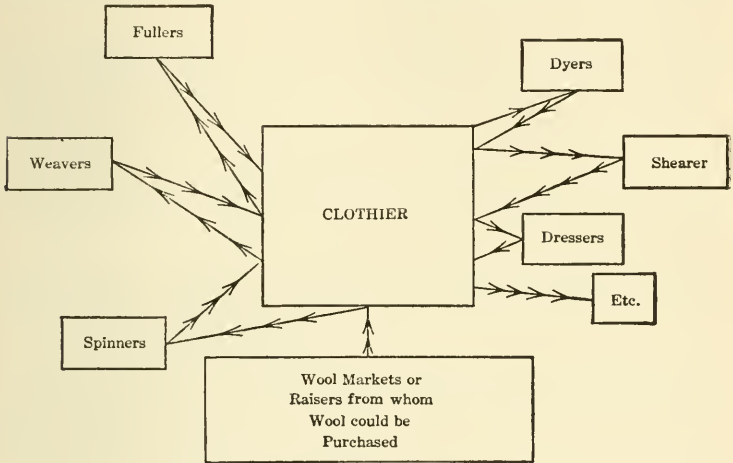 Fullers
Dyers
Weavers
Shearer
CLOTHIER
Dressers
Etc.
Spinners
Wool Markets or
Raisers from whom
Wool could be
Purchased